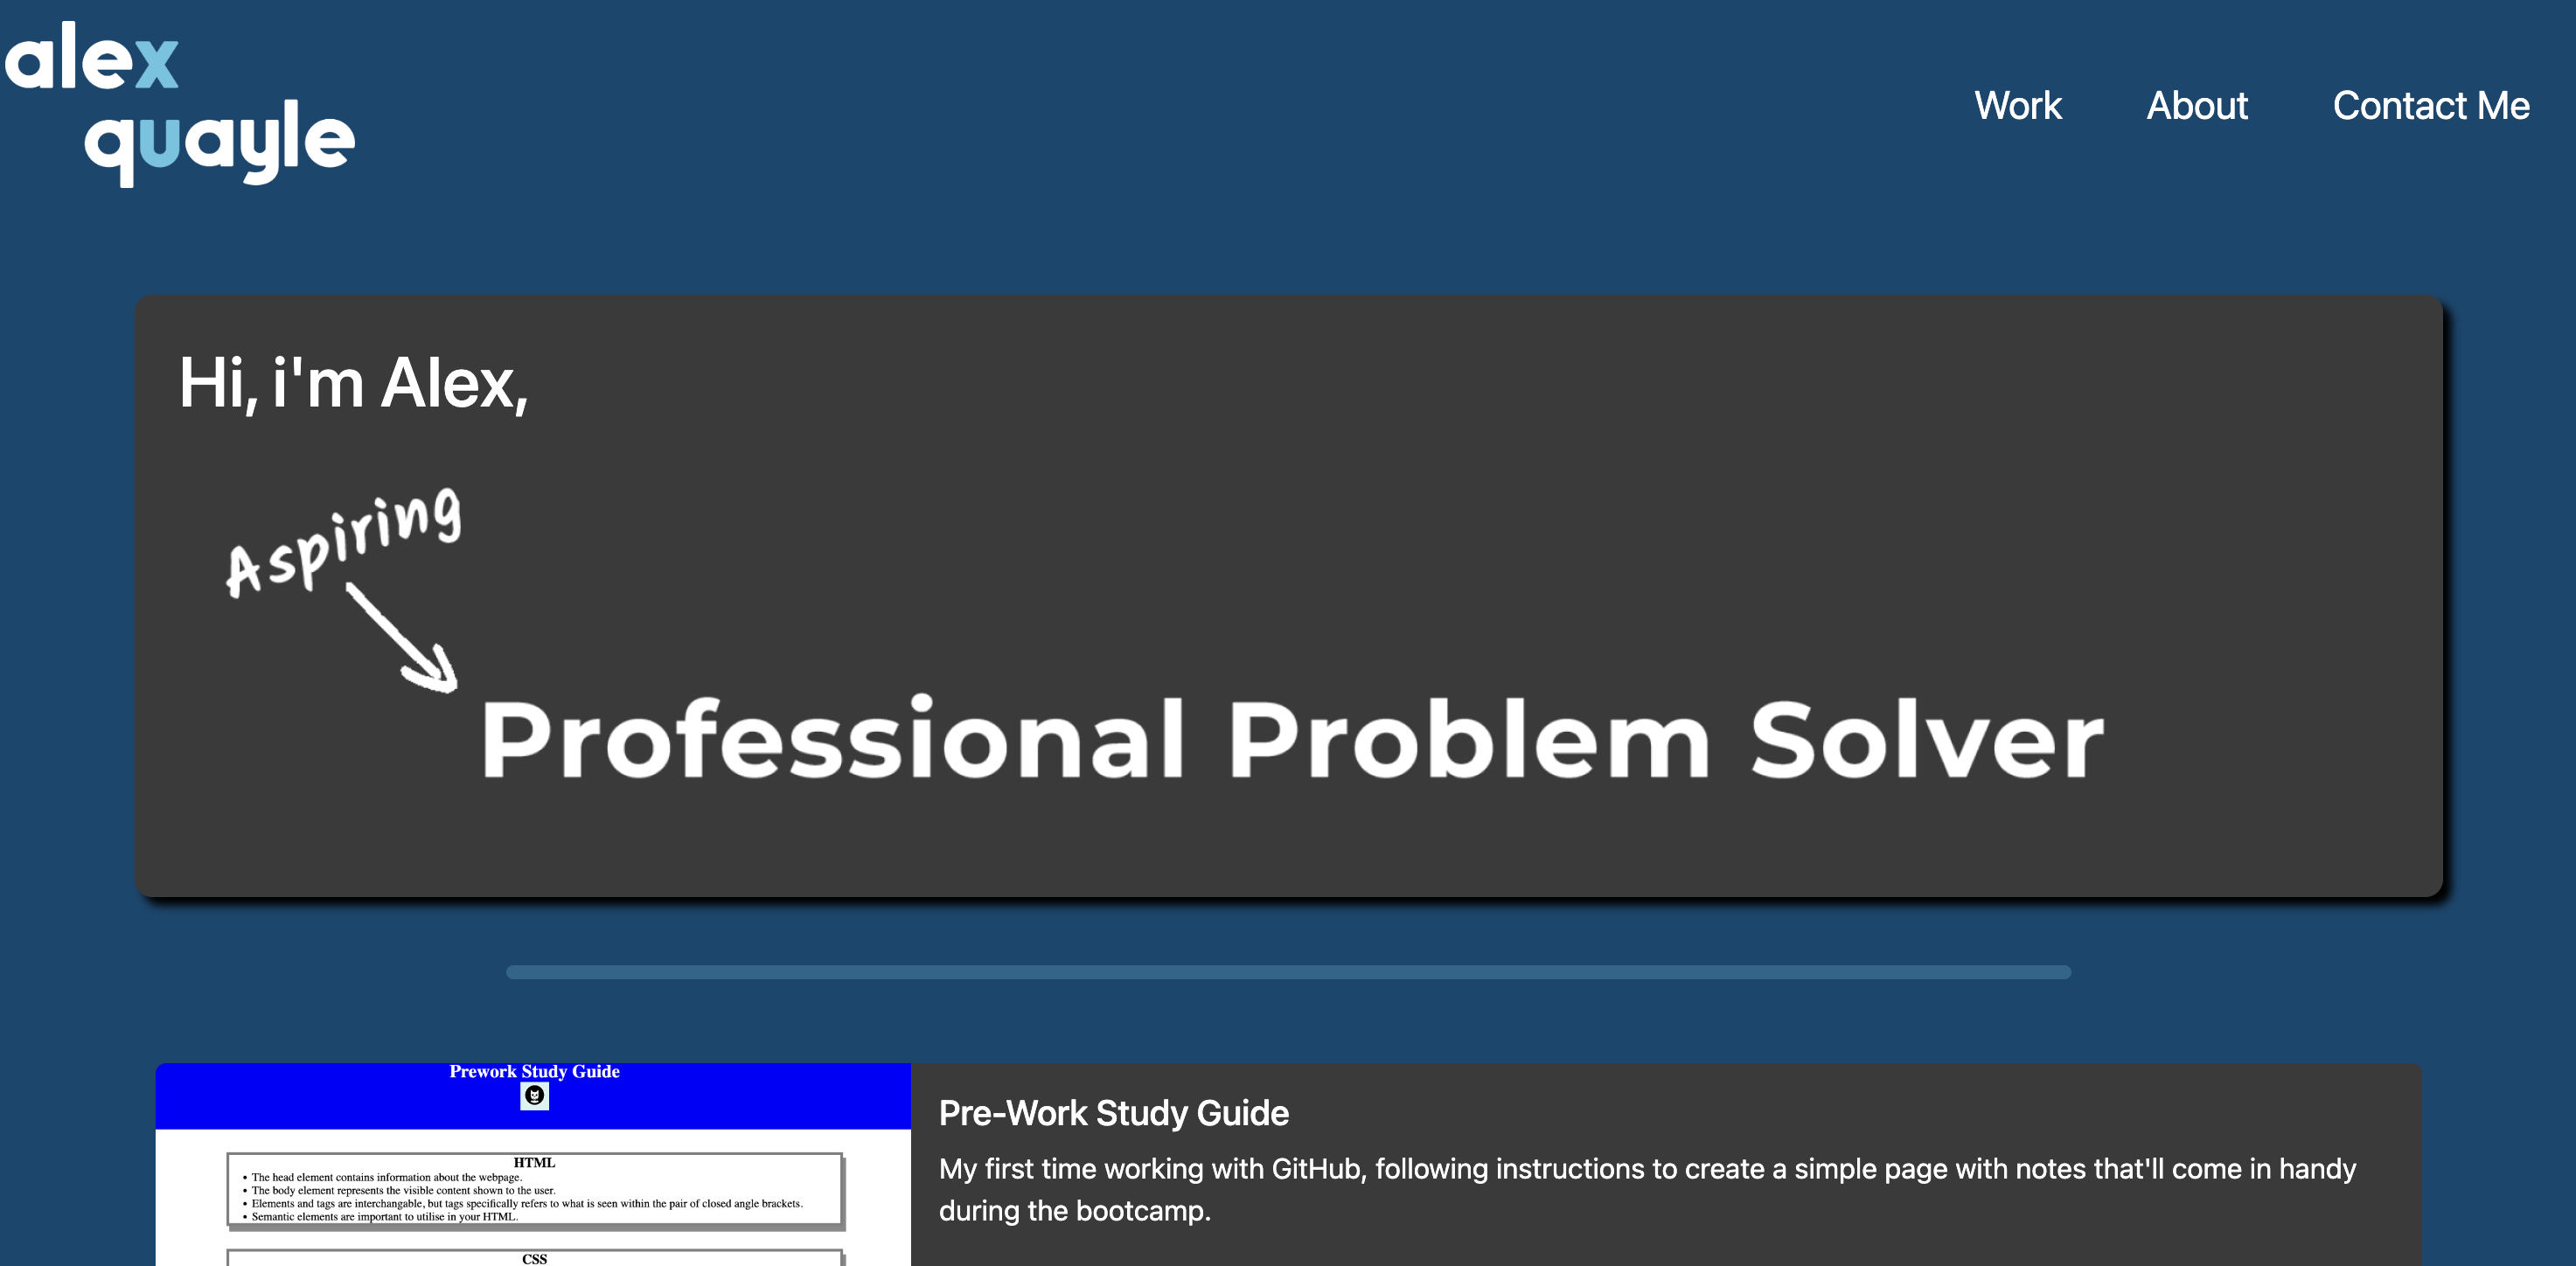 alex
quayle
Work
About
Contact Me
Hi, i'm Alex,
Aspiring
Professional Problem Solver
Prework Study Guide
HTML
• The head element contains information about the webpage.
• The body element represents the visible content shown to the user.
• Elements and tags are interchangable, but tags specifically refers to what is seen within the pair of closed angle brackets.
• Semantic elements are important to utilise in your HTML.
CSS
Pre-Work Study Guide
My first time working with GitHub, following instructions to create a simple page with notes that'll come in handy
during the bootcamp.